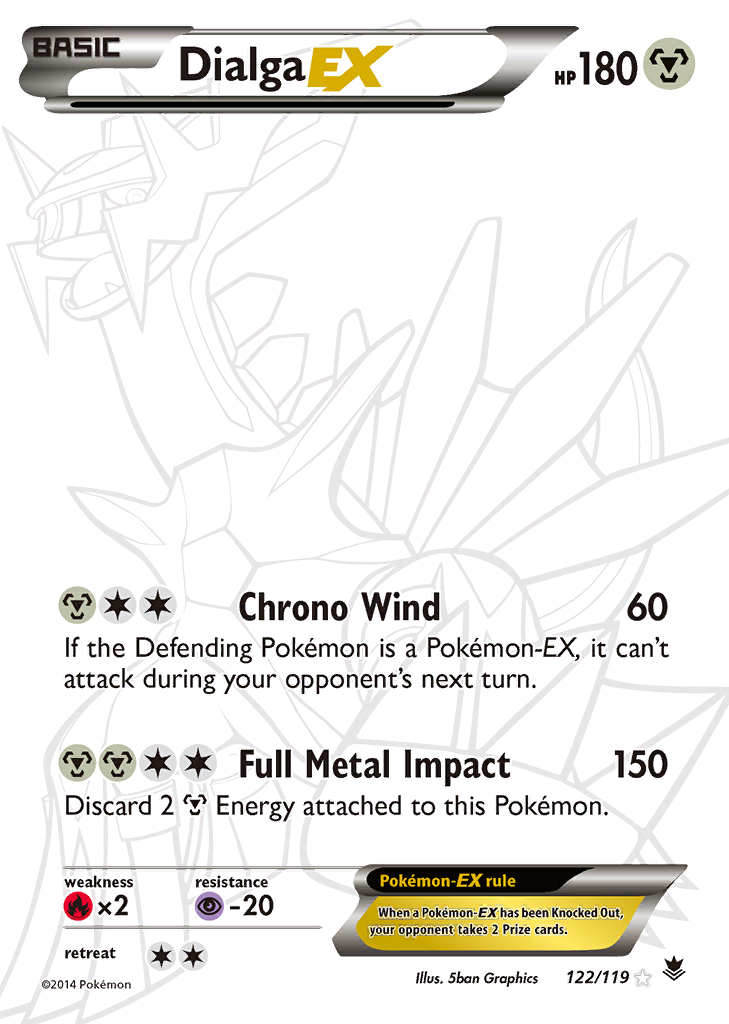 BASIC
DialgaEX
HP180
Chrono Wind 60
If the Defending Pokémon is a Pokémon-EX, it can't
attack during your opponent's next turn.
Full Metal Impact 150
Discard 2 Energy attached to this Pokémon.
weakness resistance
×2 -20
retreat
Pokémon-EX rule
When a Pokémon-EX has been Knocked Out,
your opponent takes 2 Prize cards.
©2014 Pokémon
Illus. 5ban Graphics 122/119